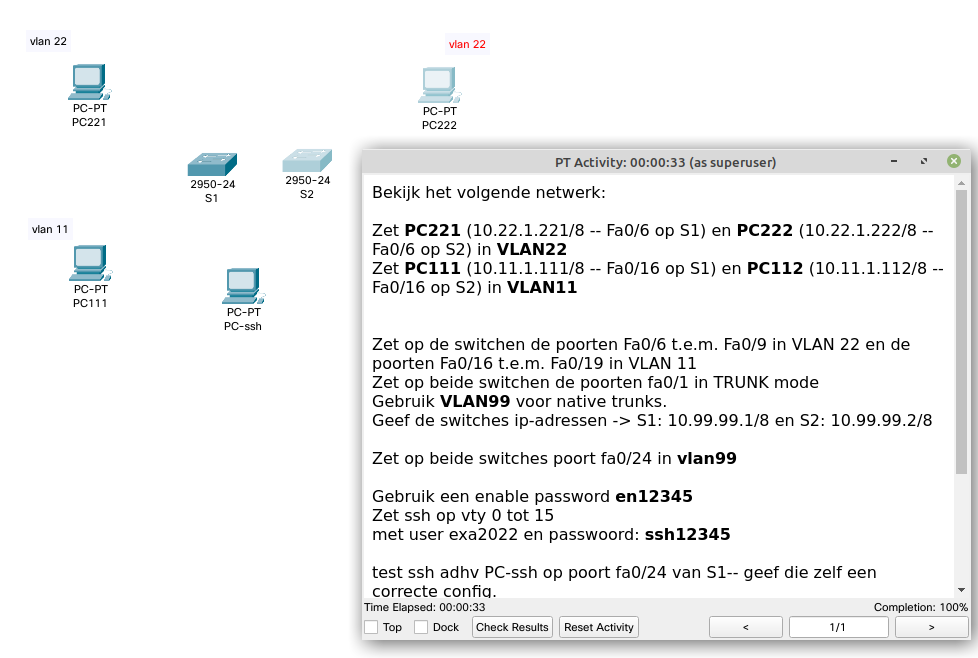 vlan 22
vlan 22
PC-PT
PC221
PC-PT
PC222
2950-24
S1
2950-24
S2
vlan 11
PC-PT
PC111
PC-PT
PC-ssh
PT Activity: 00:00:33 (as superuser)
Bekijk het volgende netwerk:
Zet PC221 (10.22.1.221/8 -- Fa0/6 op S1) en PC222 (10.22.1.222/8 --
Fa0/6 op S2) in VLAN22
Zet PC111 (10.11.1.111/8 -- Fa0/16 op S1) en PC112 (10.11.1.112/8 --
Fa0/16 op S2) in VLAN11
Zet op de switchen de poorten Fa0/6 t.e.m. Fa0/9 in VLAN 22 en de
poorten Fa0/16 t.e.m. Fa0/19 in VLAN 11
Zet op beide switchen de poorten fa0/1 in TRUNK mode
Gebruik VLAN99 voor native trunks.
Geef de switches ip-adressen -> S1: 10.99.99.1/8 en S2: 10.99.99.2/8
Zet op beide switches poort fa0/24 in vlan99
Gebruik een enable password en12345
Zet ssh op vty 0 tot 15
met user exa2022 en passwoord: ssh12345
test ssh adhv PC-ssh op poort fa0/24 van S1-- geef die zelf een
correcte config.
Time Elapsed: 00:00:33
Completion: 100%
Top
Dock
Check Results
Reset Activity
<
1/1
>